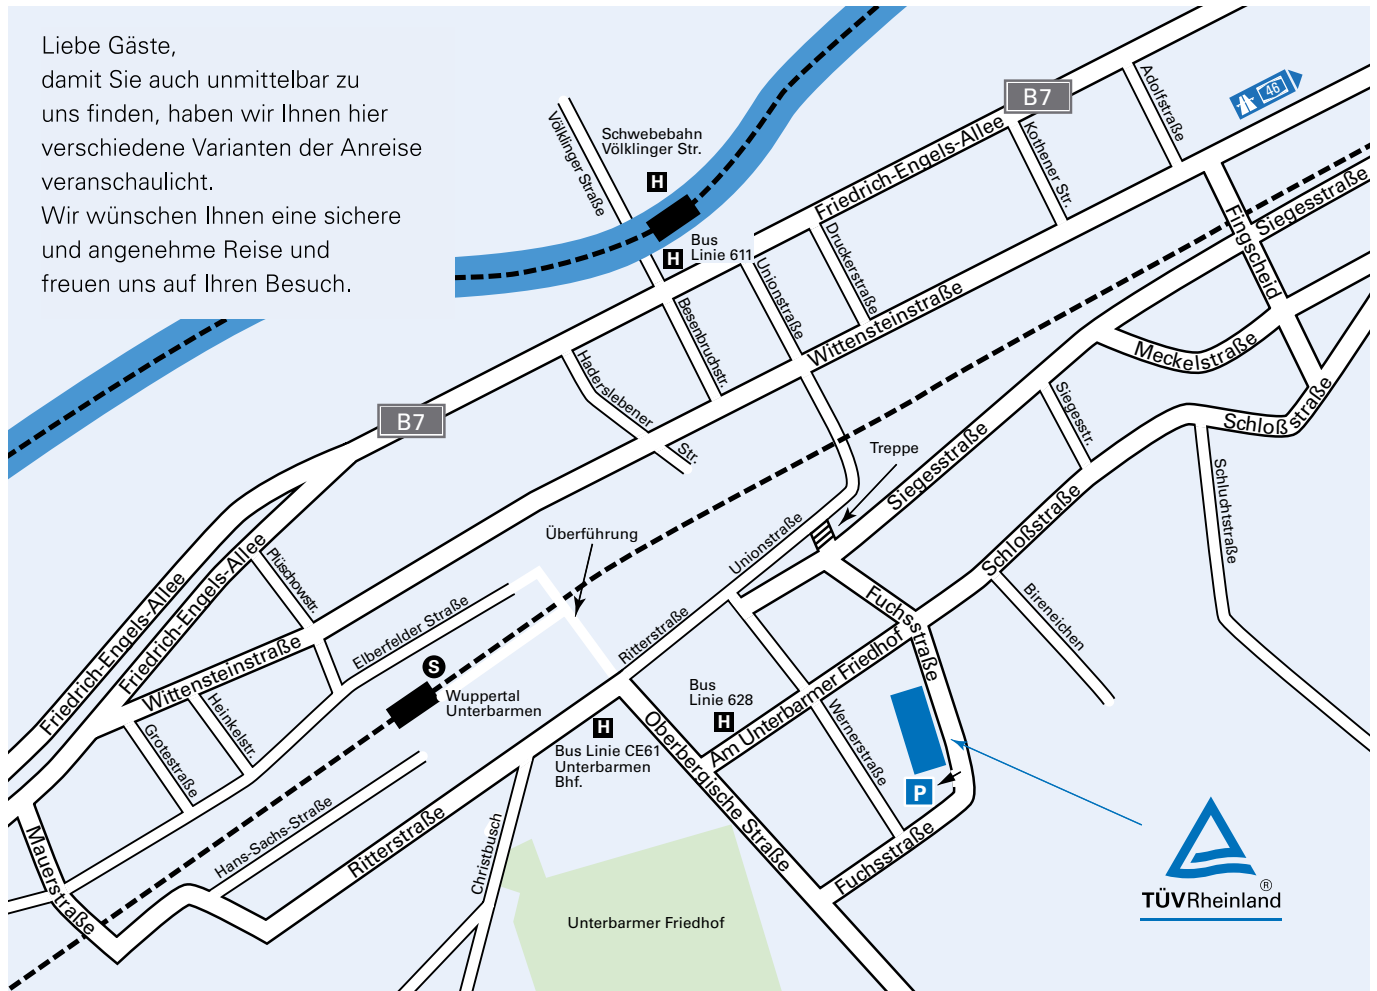 Liebe Gäste,
damit Sie auch unmittelbar zu
uns finden, haben wir Ihnen hier
verschiedene Varianten der Anreise
veranschaulicht.
Wir wünschen Ihnen eine sichere
und angenehme Reise und
freuen uns auf Ihren Besuch.
Völklinger Straße
Schwebebahn
Völklinger Str.
H
H
Bus
Linie 611
B7
Friedrich-Engels-Allee
Kothener Str.
Adolfstraße
46
Druckerstraße
Unionstraße
Besenbruchstr.
Wittensteinstraße
Fingscheid
Siegesstraße
Meckelstraße
Schloßstraße
Haderslebener
Str.
B7
Treppe
Siegesstraße
Siegesstr.
Schluchtstraße
Schloßstraße
Bireneichen
Überführung
Unionstraße
Ritterstraße
Fuchsstraße
Friedrich-Engels-Allee
Friedrich-Engels-Allee
Plüschowstr.
Elberfelder Straße
Wittensteinstraße
S
Wuppertal
Unterbarmen
Heinkelstr.
Grotestraße
Bus
Linie 628
H
Am Unterbarmer Friedhof
Wernerstraße
H
Bus Linie CE61
Unterbarmen
Bhf.
Oberbergische Straße
P
Fuchsstraße
Mauerstraße
Hans-Sachs-Straße
Ritterstraße
Christbusch
Unterbarmer Friedhof
TÜVRheinland
®